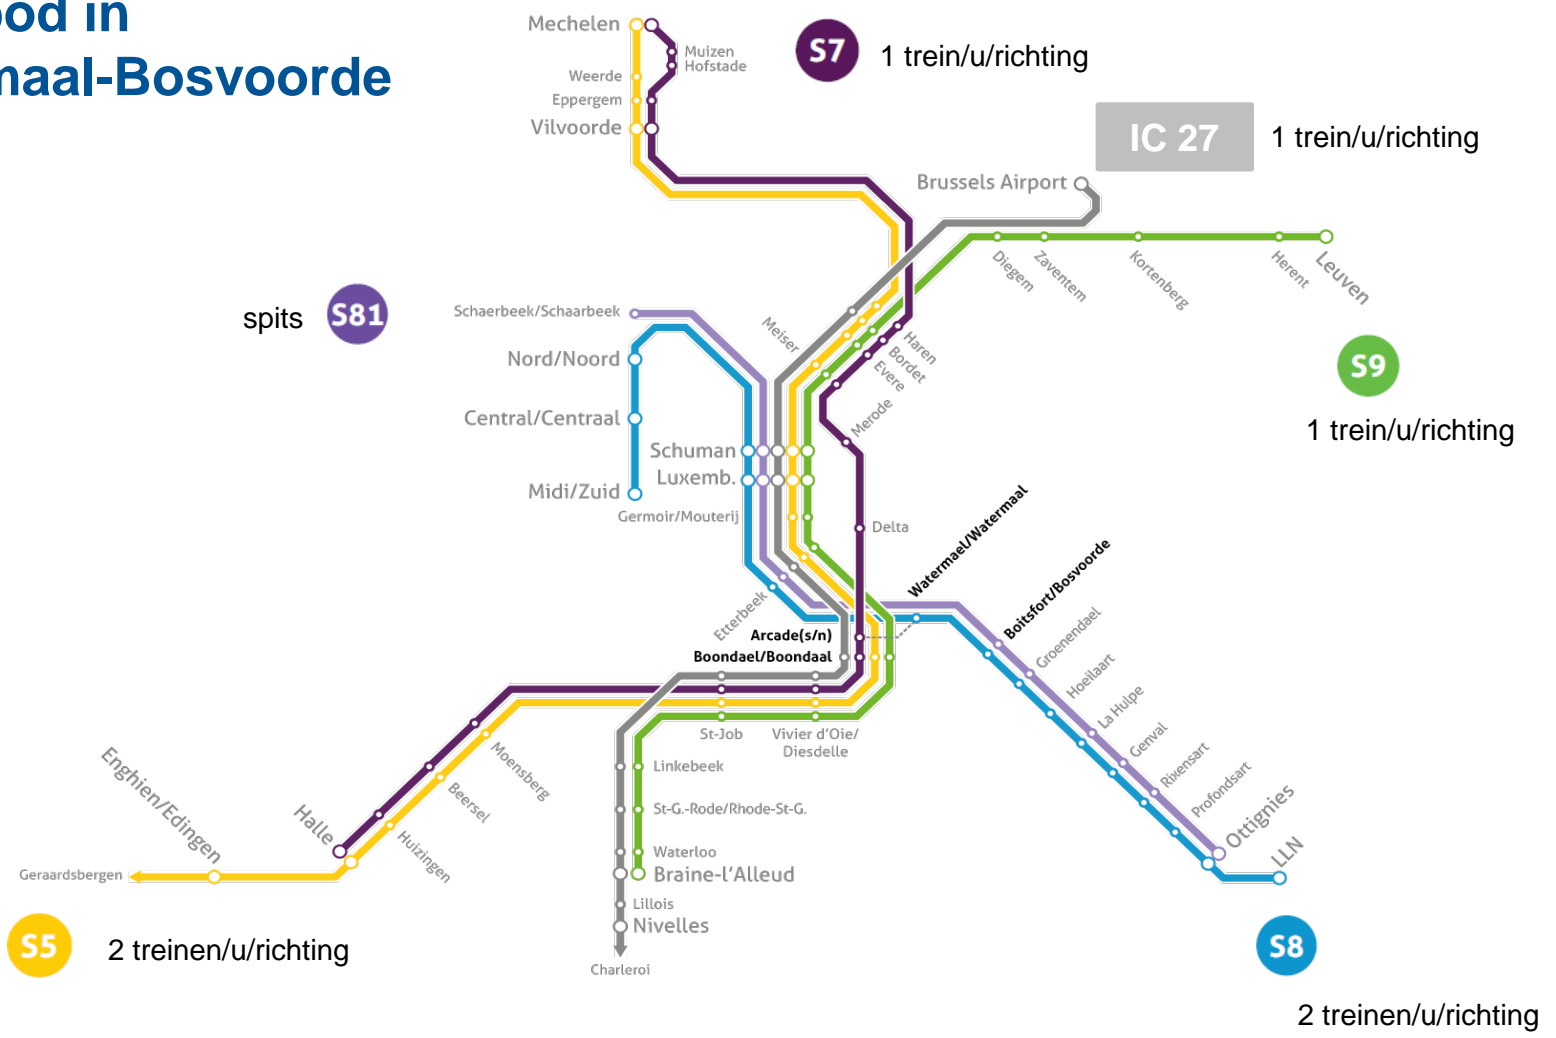 in
-Bosvoorde
Mechelen
Muizen
Hofstade
S7
1 trein/u/richting
Weerde
Eppergem
Vilvoorde
IC 27
1 trein/u/richting
Brussels Airport
Diegem
Zaventem
Kortenberg
Herent
Leuven
spits
S81
Schaerbeek/Schaarbeek
Meiser
Haren
Bordet
Evere
Nord/Noord
S9
Merode
Central/Centraal
1 trein/u/richting
Schuman
Luxemb.
Midi/Zuid
Germoir/Mouterij
Delta
Watermael/Watermaal
Boitsfort/Bosvoorde
Etterbeek
Arcade(s/n)
Boondael/Boondaal
Groenendael
Hoeilaart
La Hulpe
Genval
Rixensart
Profondsart
Ottignies
LLN
St-Job
Vivier d'Oie/
Diesdelle
Moensberg
Beersel
Huizingen
Halle
Enghien/Edingen
Geraardsbergen
Linkebeek
St-G.-Rode/Rhode-St-G.
Waterloo
Braine-l'Alleud
Lillois
Nivelles
Charleroi
S5
2 treinen/u/richting
S8
2 treinen/u/richting